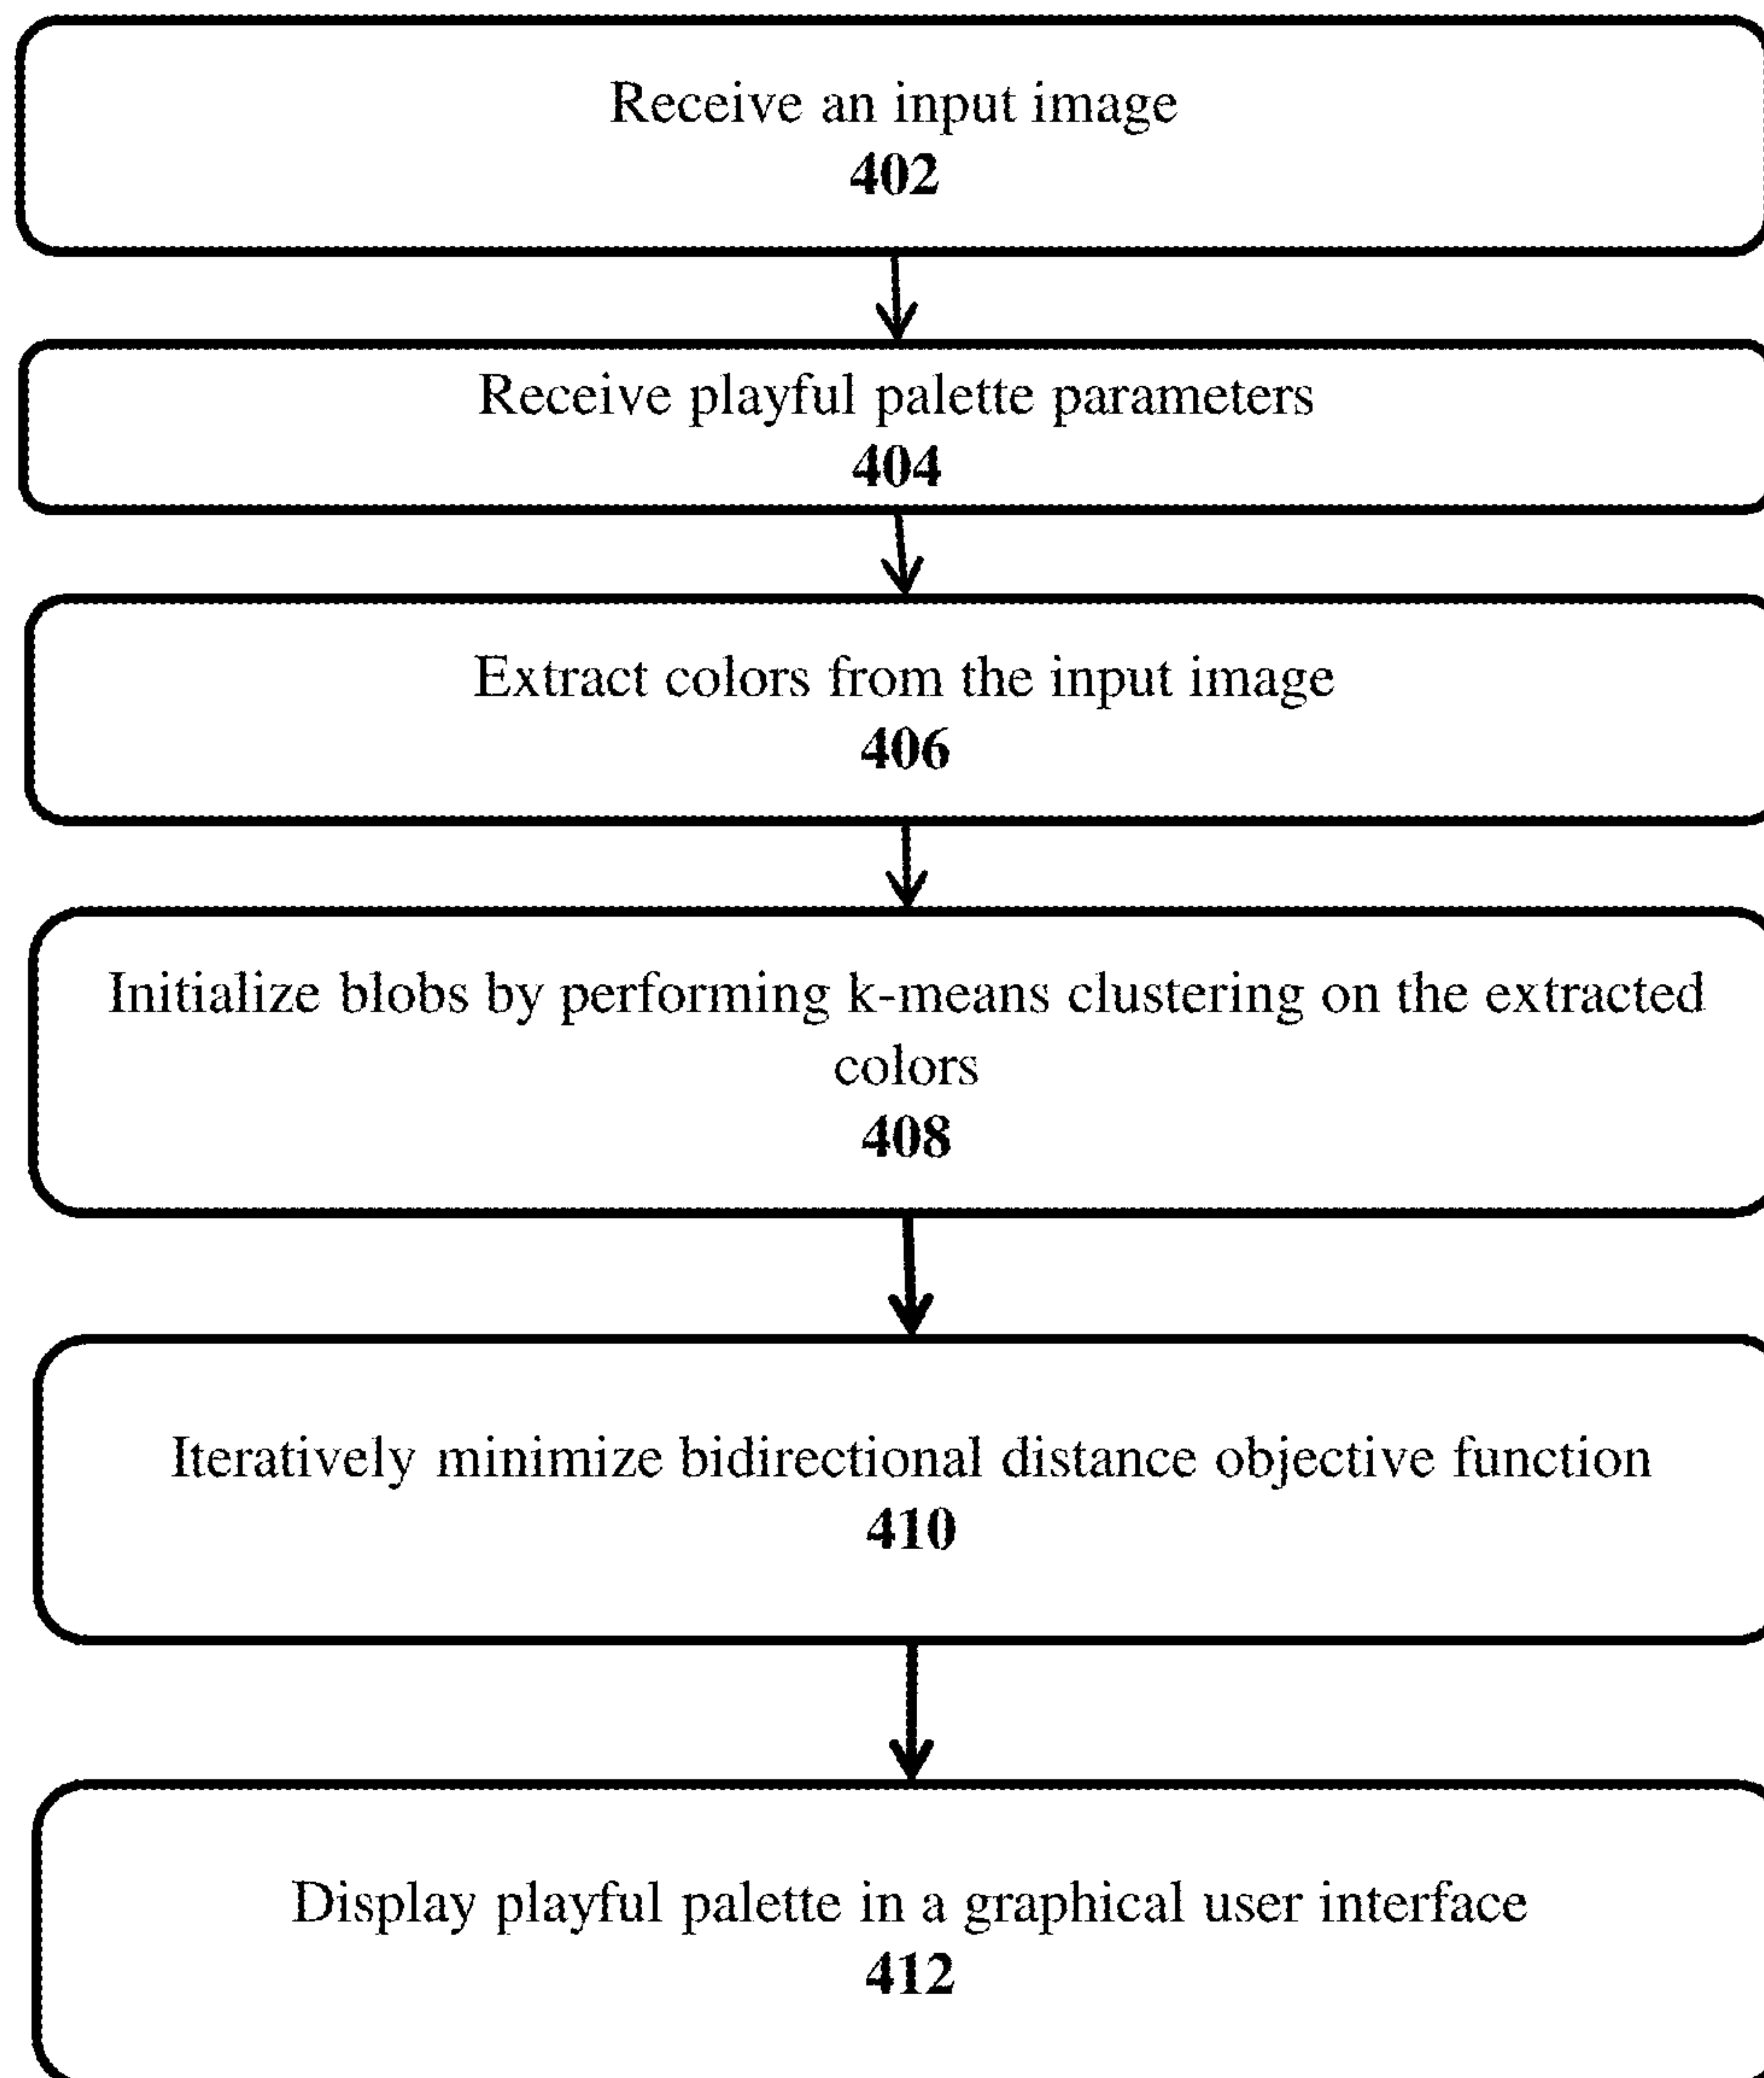 Receive an input image
402
Receive playful palette parameters
404
Extract colors from the input image
406
Initialize blobs by performing k-means clustering on the extracted
colors
408
Iteratively minimize bidirectional distance objective function
410
Display playful palette in a graphical user interface
412